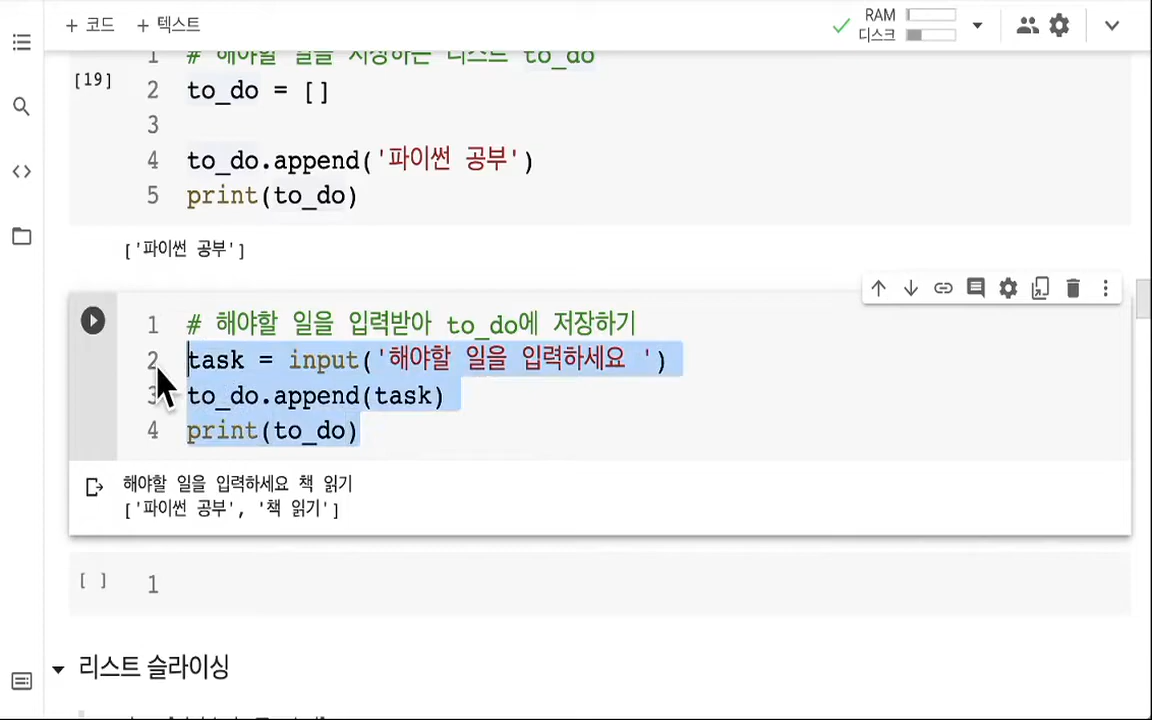 + 코드 + 텍스트
RAM
디스크
1 # 해야할 일을 저장하는 리스트 to_do
[19] 2 to_do = []
3
4 to_do.append('파이썬 공부')
5 print(to_do)
['파이썬 공부']
1 # 해야할 일을 입력받아 to_do에 저장하기
2 task = input('해야할 일을 입력하세요 ')
3 to_do.append(task)
4 print(to_do)
해야할 일을 입력하세요 책 읽기
['파이썬 공부', '책 읽기']
[ ] 1
리스트 슬라이싱